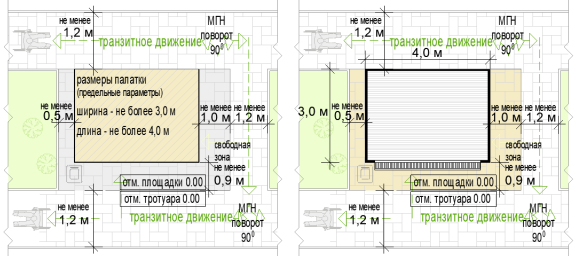 не менее
1,2 м
транзитное движение
МГН
поворот
90⁰
размеры палатки
(предельные параметры)
ширина - не более 3,0 м
длина - не более 4,0 м
не менее
0,5 м
не менее
1,0 м
не менее
1,2 м
свободная
зона
не менее
0,9 м
отм. площадки 0.00
отм. тротуара 0.00
не менее
1,2 м
транзитное движение
МГН
поворот
90⁰
не менее
1,2 м
транзитное движение
МГН
поворот
90⁰
4,0 м
3,0 м
не менее
0,5 м
не менее
1,0 м
не менее
1,2 м
свободная
зона
не менее
0,9 м
отм. площадки 0.00
отм. тротуара 0.00
не менее
1,2 м
транзитное движение
МГН
поворот
90⁰